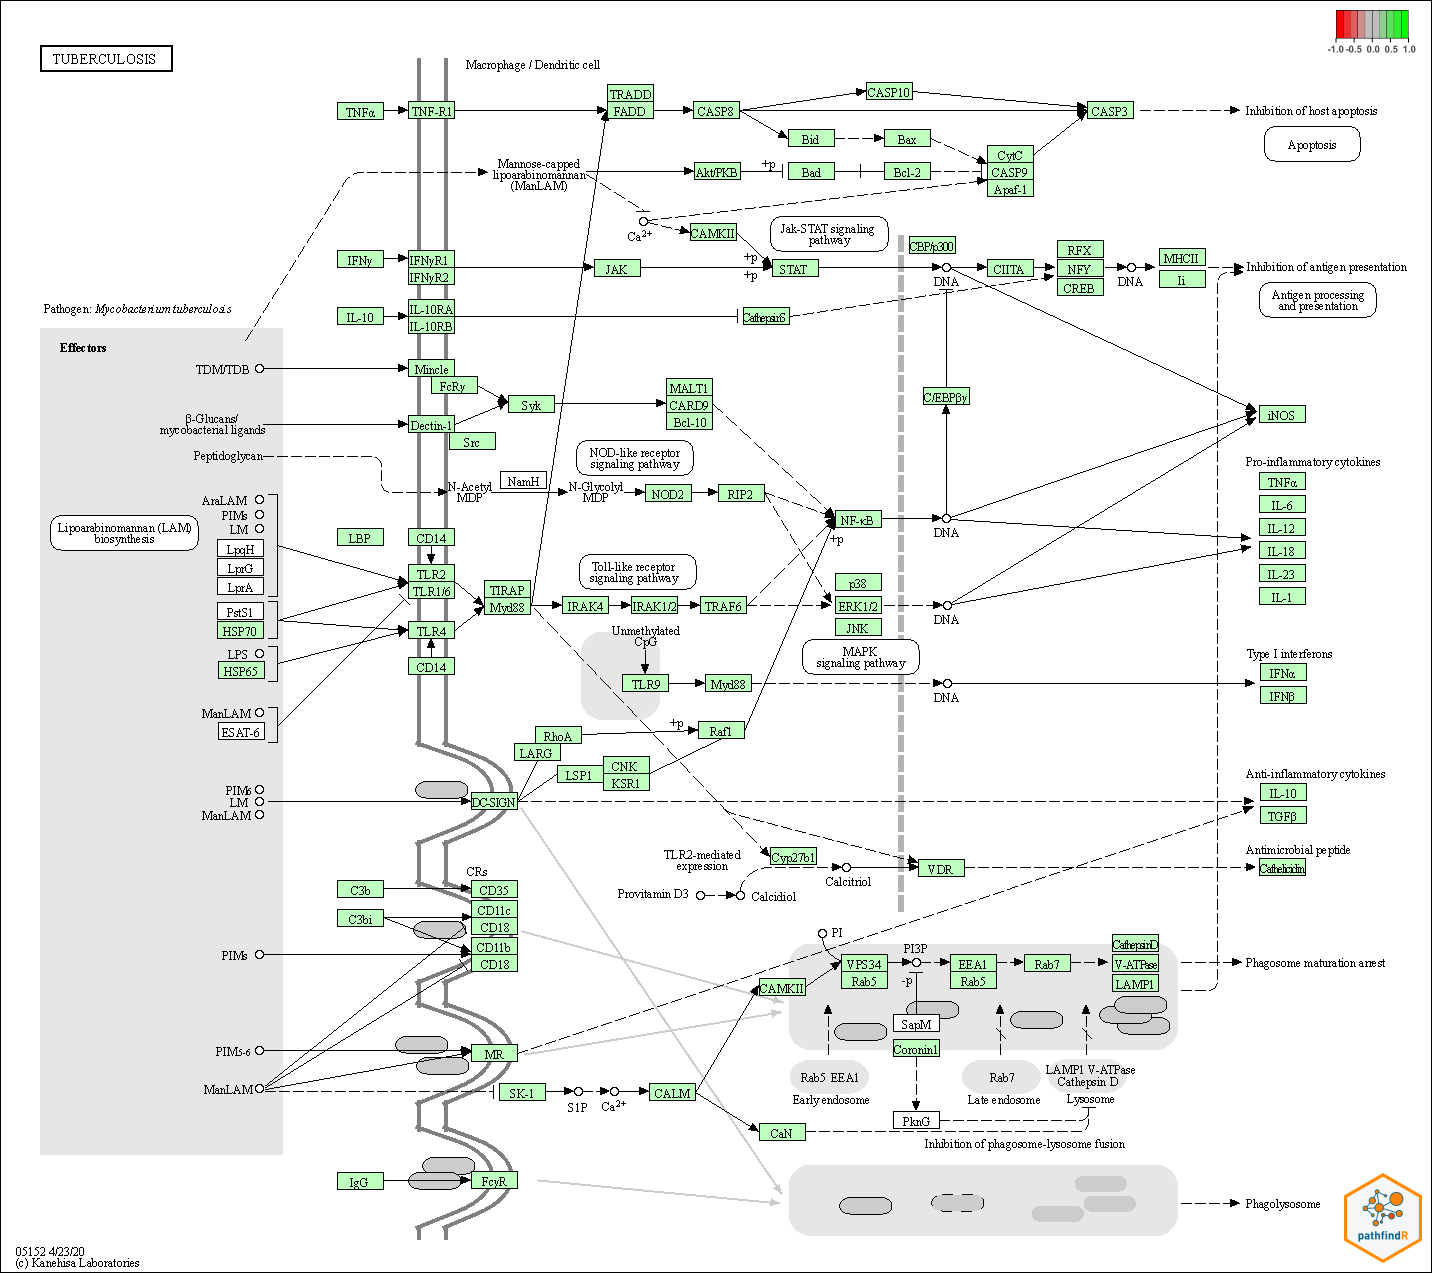 -1.0 -0.5 0.0 0.5 1.0
TUBERCULOSIS
Macrophage / Dendritic cell
TNFα
TNF-R1
TRADD
FADD
CASP8
CASP10
CASP3
Inhibition of host apoptosis
Bid
Bax
Apoptosis
Mannose-capped
lipoarabinomannan
(ManLAM)
Akt/PKB
+p
Bad
Bcl-2
CytC
CASP9
Apaf-1
Ca2+
CAMKII
Jak-STAT signaling
pathway
IFNγ
IFNγR1
IFNγR2
JAK
+p
+p
STAT
CBP/p300
DNA
CIITA
RFX
NFY
CREB
DNA
MHCII
Ii
Inhibition of antigen presentation
Antigen processing
and presentation
Pathogen: Mycobacterium tuberculosis
IL-10
IL-10RA
IL-10RB
CathepsinS
Effectors
TDM/TDB
Mincle
FcRγ
Syk
MALT1
CARD9
Bcl-10
C/EBPβγ
iNOS
β-Glucans/
mycobacterial ligands
Dectin-1
Src
Peptidoglycan
NOD-like receptor
signaling pathway
Pro-inflammatory cytokines
TNFα
IL-6
IL-12
IL-18
IL-23
IL-1
N-Acetyl
MDP
NamH
N-Glycolyl
MDP
NOD2
RIP2
NF-κB
+p
DNA
AraLAM
PIMs
LM
LpqH
LprG
LprA
Lipoarabinomannan (LAM)
biosynthesis
LBP
CD14
TLR2
TLR1/6
TIRAP
Myd88
Toll-like receptor
signaling pathway
IRAK4
IRAK1/2
TRAF6
p38
ERK1/2
JNK
DNA
MAPK
signaling pathway
PstS1
HSP70
TLR4
LPS
HSP65
CD14
Unmethylated
CpG
TLR9
Myd88
DNA
Type I interferons
IFNα
IFNβ
ManLAM
ESAT-6
RhoA
LARG
+p
Raf1
LSP1
CNK
KSR1
PIMs
LM
ManLAM
DC-SIGN
Anti-inflammatory cytokines
IL-10
TGFβ
TLR2-mediated
expression
Cyp27b1
Calcitriol
VDR
Antimicrobial peptide
Cathelicidin
Provitamin D3
Calcidiol
CRs
C3b
CD35
C3bi
CD11c
CD18
CD11b
CD18
PIMs
PI
VPS34
Rab5
PI3P
-p
EEA1
Rab5
Rab7
CathepsinD
V-ATPase
LAMP1
Phagosome maturation arrest
CAMKII
SapM
Coronin1
PIM5-6
MR
ManLAM
SK-1
S1P
Ca2+
CALM
Rab5 EEA1
Early endosome
Rab7
Late endosome
LAMP1 V-ATPase
Cathepsin D
Lysosome
PknG
CaN
Inhibition of phagosome-lysosome fusion
IgG
FcγR
Phagolysosome
05152 4/23/20
(c) Kanehisa Laboratories
pathfindR